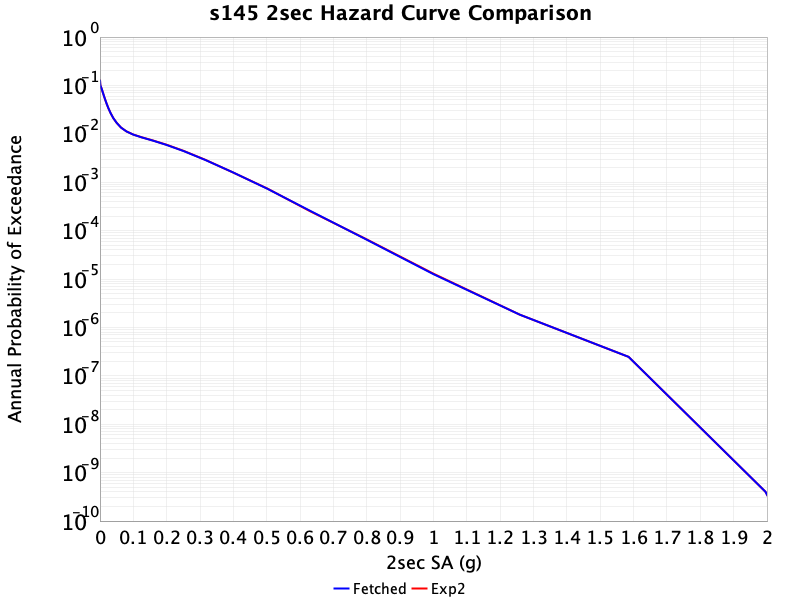 s145 2sec Hazard Curve Comparison
Annual Probability of Exceedance
10^0
10^-1
10^-2
10^-3
10^-4
10^-5
10^-6
10^-7
10^-8
10^-9
10^-10
0 0.1 0.2 0.3 0.4 0.5 0.6 0.7 0.8 0.9 1 1.1 1.2 1.3 1.4 1.5 1.6 1.7 1.8 1.9 2
2sec SA (g)
Fetched Exp2